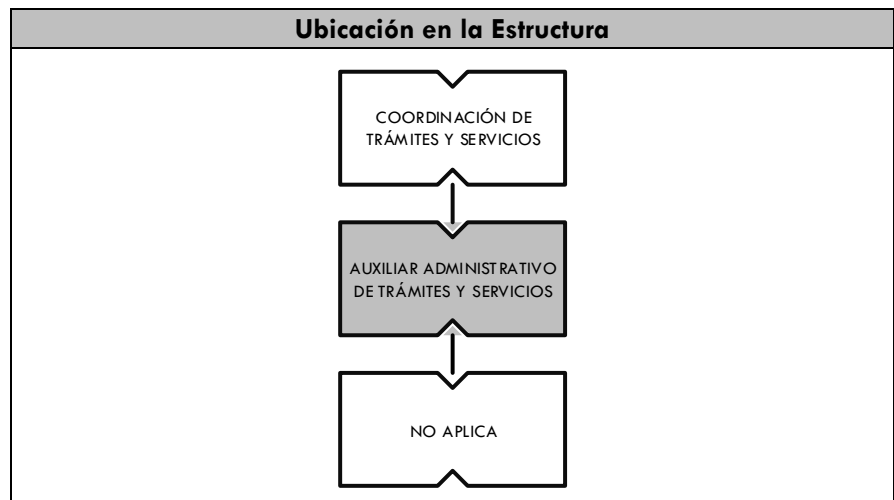 Ubicación en la Estructura
COORDINACIÓN DE
TRÁMITES Y SERVICIOS
AUXILIAR ADMINISTRATIVO
DE TRÁMITES Y SERVICIOS
NO APLICA